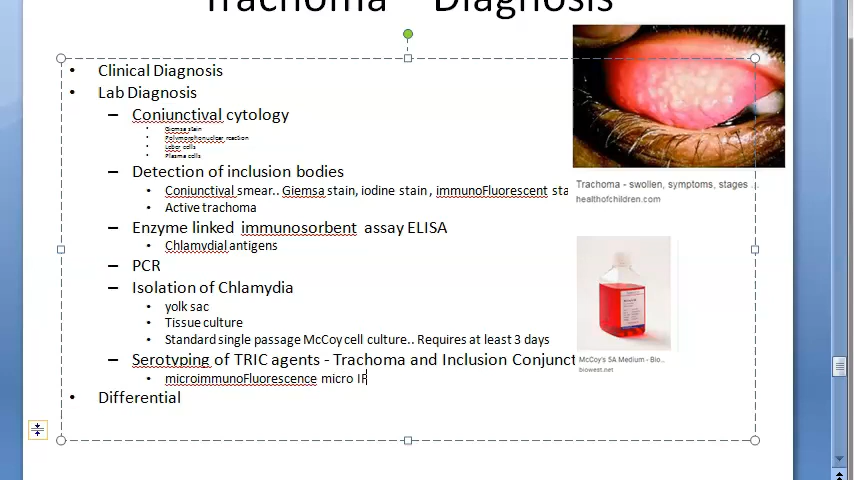 Trachoma - Diagnosis
Clinical Diagnosis
Lab Diagnosis
Conjunctival cytology
Giemsa stain
Polymorphonuclear reaction
Leber cells
Plasma cells
Detection of inclusion bodies
Conjunctival smear.. Giemsa stain, iodine stain , immunoFluorescent sta
Active trachoma
Enzyme linked immunosorbent assay ELISA
Chlamydial antigens
PCR
Isolation of Chlamydia
yolk sac
Tissue culture
Standard single passage McCoy cell culture.. Requires at least 3 days
Serotyping of TRIC agents - Trachoma and Inclusion Conjunct
microimmunoFluorescence micro IF
Differential
Trachoma - swollen, symptoms, stages ...
healthofchildren.com
McCoy's 5A Medium - Bio...
biowest.net